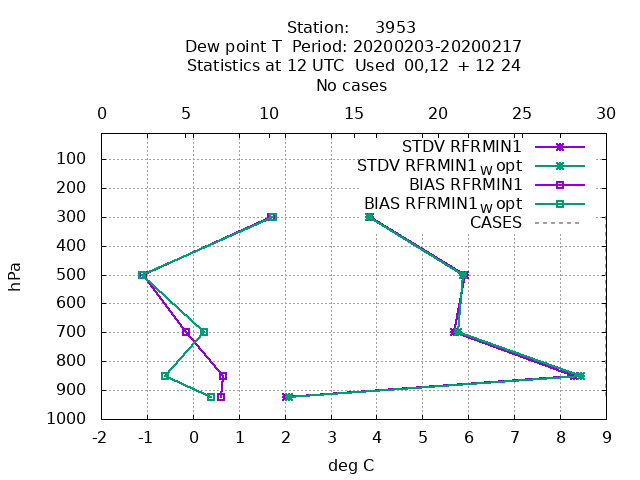 Station: 3953
Dew point T Period: 20200203-20200217
Statistics at 12 UTC Used 00,12 + 12 24
No cases
0 5 10 15 20 25 30
STDV RFRMIN1
STDV RFRMIN1_W opt
BIAS RFRMIN1
BIAS RFRMIN1_W opt
CASES
100
200
300
400
500
600
700
800
900
1000
hPa
-2 -1 0 1 2 3 4 5 6 7 8 9
deg C